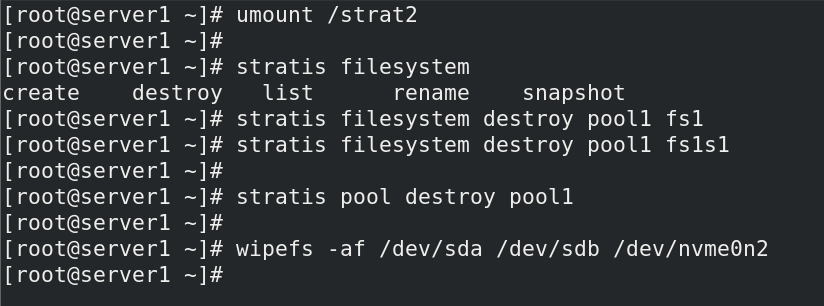 [root@server1 ~]# umount /strat2
[root@server1 ~]#
[root@server1 ~]# stratis filesystem
create    destroy   list      rename    snapshot
[root@server1 ~]# stratis filesystem destroy pool1 fs1
[root@server1 ~]# stratis filesystem destroy pool1 fs1s1
[root@server1 ~]#
[root@server1 ~]# stratis pool destroy pool1
[root@server1 ~]#
[root@server1 ~]# wipefs -af /dev/sda /dev/sdb /dev/nvme0n2
[root@server1 ~]#